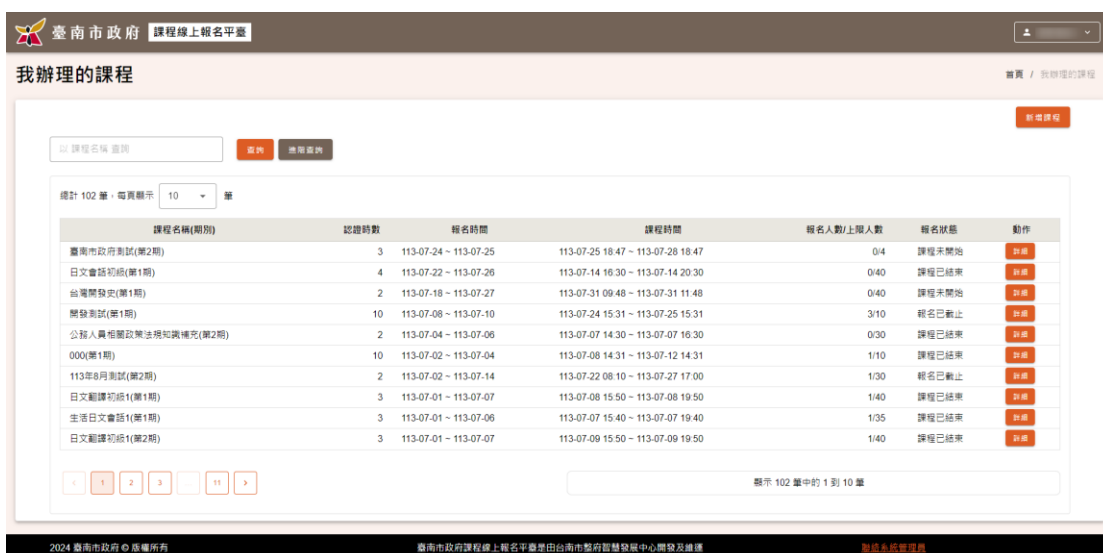 臺南市政府 課程線上報名平臺
我辦理的課程
首頁 / 我辦理的課程
新增課程
以 課程名稱 查詢 查詢 進階查詢
總計 102 筆，每頁顯示 10 筆
課程名稱(期別) 認證時數 報名時間 課程時間 報名人數/上限人數 報名狀態 動作
臺南市政府測試(第2期) 3 113-07-24 ~ 113-07-25 113-07-25 18:47 ~ 113-07-28 18:47 0/4 課程未開始 詳細
日文會話初級(第1期) 4 113-07-22 ~ 113-07-26 113-07-14 16:30 ~ 113-07-14 20:30 0/40 課程已結束 詳細
台灣開發史(第1期) 2 113-07-18 ~ 113-07-27 113-07-31 09:48 ~ 113-07-31 11:48 0/40 課程未開始 詳細
開發測試(第1期) 10 113-07-08 ~ 113-07-10 113-07-24 15:31 ~ 113-07-25 15:31 3/10 報名已截止 詳細
公務人員相關政策法規知識補充(第2期) 2 113-07-04 ~ 113-07-06 113-07-07 14:30 ~ 113-07-07 16:30 0/30 課程已結束 詳細
000(第1期) 10 113-07-02 ~ 113-07-04 113-07-08 14:31 ~ 113-07-12 14:31 1/10 課程已結束 詳細
113年8月測試(第2期) 2 113-07-02 ~ 113-07-14 113-07-22 08:10 ~ 113-07-27 17:00 1/30 報名已截止 詳細
日文翻譯初級1(第1期) 3 113-07-01 ~ 113-07-07 113-07-08 15:50 ~ 113-07-08 19:50 1/40 課程已結束 詳細
生活日文會話1(第1期) 3 113-07-01 ~ 113-07-06 113-07-07 15:40 ~ 113-07-07 19:40 1/35 課程已結束 詳細
日文翻譯初級1(第2期) 3 113-07-01 ~ 113-07-07 113-07-09 15:50 ~ 113-07-09 19:50 1/40 課程已結束 詳細
< 1 2 3 ... 11 > 顯示 102 筆中的 1 到 10 筆
2024 臺南市政府 © 版權所有 臺南市政府課程線上報名平臺是由台南市政府智慧發展中心開發及維運 聯絡系統管理員